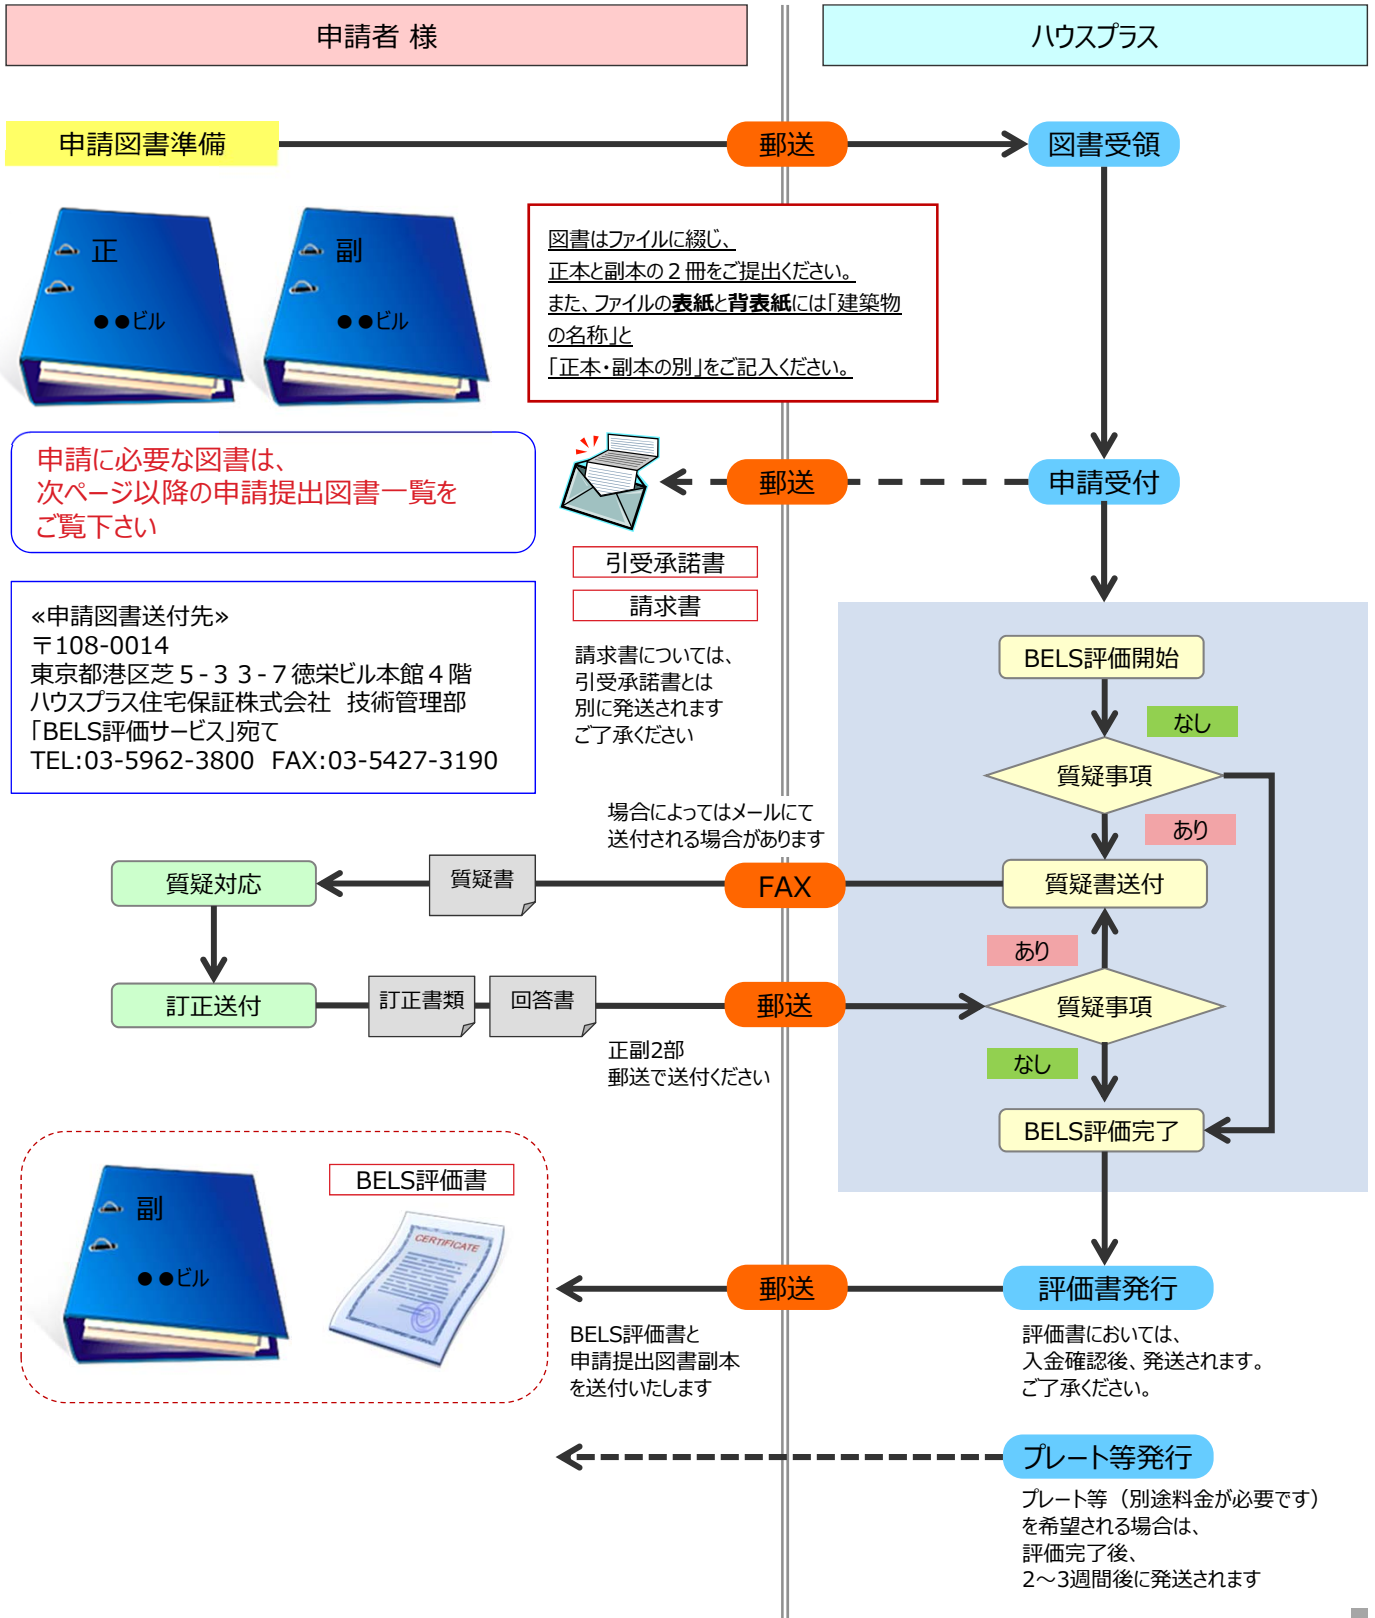 申請者 様
ハウスプラス
申請図書準備
郵送
図書受領
正
●●ビル
副
●●ビル
図書はファイルに綴じ、
正本と副本の２冊をご提出ください。
また、ファイルの表紙と背表紙には「建築物
の名称」と
「正本・副本の別」をご記入ください。
申請に必要な図書は、
次ページ以降の申請提出図書一覧を
ご覧下さい
郵送
申請受付
引受承諾書
請求書
請求書については、
引受承諾書とは
別に発送されます
ご了承ください
≪申請図書送付先≫
〒108-0014
東京都港区芝５-３３-７徳栄ビル本館４階
ハウスプラス住宅保証株式会社　技術管理部
「BELS評価サービス」宛て
TEL:03-5962-3800　FAX:03-5427-3190
BELS評価開始
なし
質疑事項
あり
場合によってはメールにて
送付される場合があります
質疑対応
質疑書
FAX
質疑書送付
あり
訂正送付
訂正書類
回答書
郵送
質疑事項
正副2部
郵送で送付ください
なし
BELS評価完了
副
●●ビル
BELS評価書
CERTIFICATE
郵送
評価書発行
BELS評価書と
申請提出図書副本
を送付いたします
評価書においては、
入金確認後、発送されます。
ご了承ください。
プレート等発行
プレート等（別途料金が必要です）
を希望される場合は、
評価完了後、
2～3週間後に発送されます